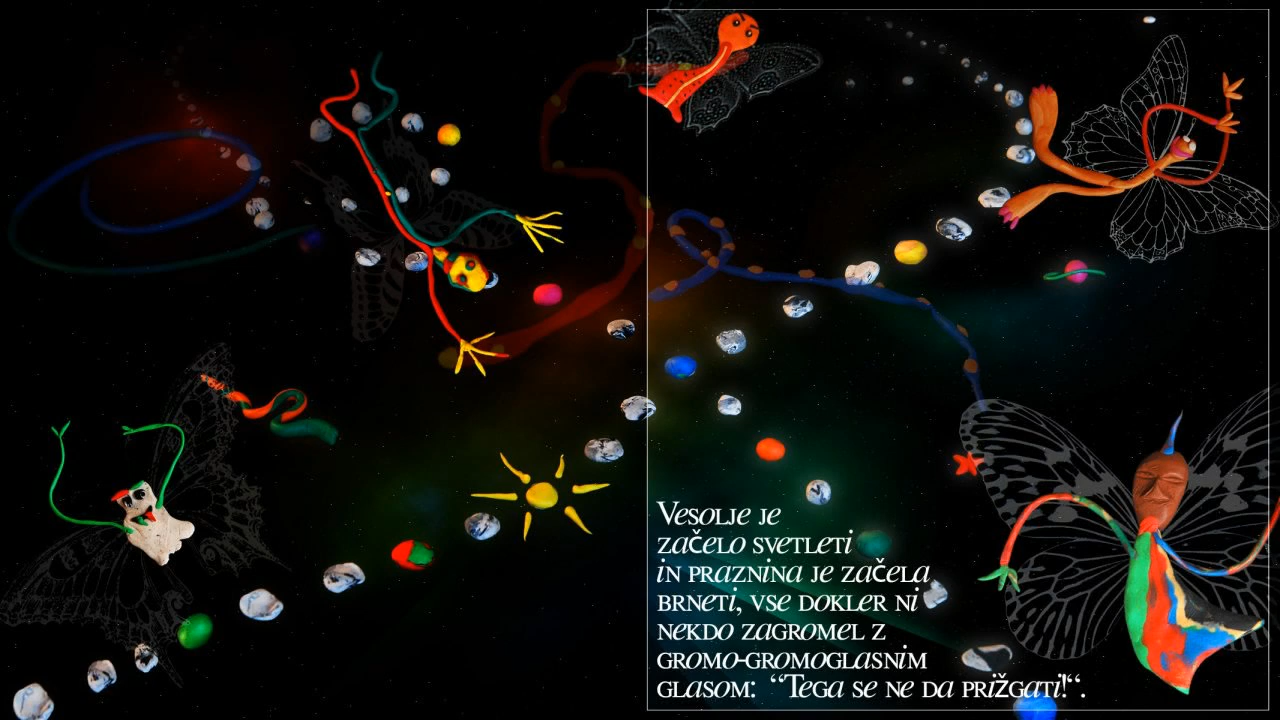 Vesolje je
začelo svetleti
in praznina je začela
brneti, vse dokler ni
nekdo zagromel z
gromo-gromoglasnim
glasom: “Tega se ne da prižgati!“.